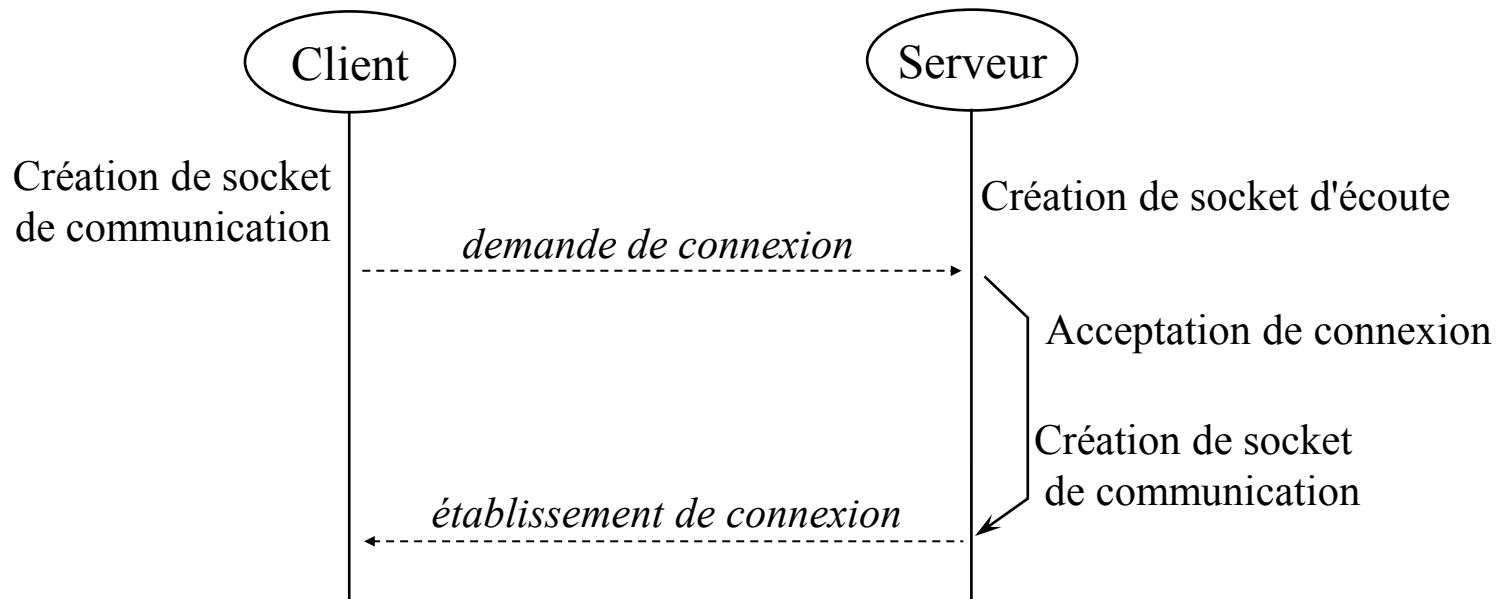 Client
Serveur
Création de socket
de communication
Création de socket d'écoute
demande de connexion
Acceptation de connexion
Création de socket
de communication
établissement de connexion